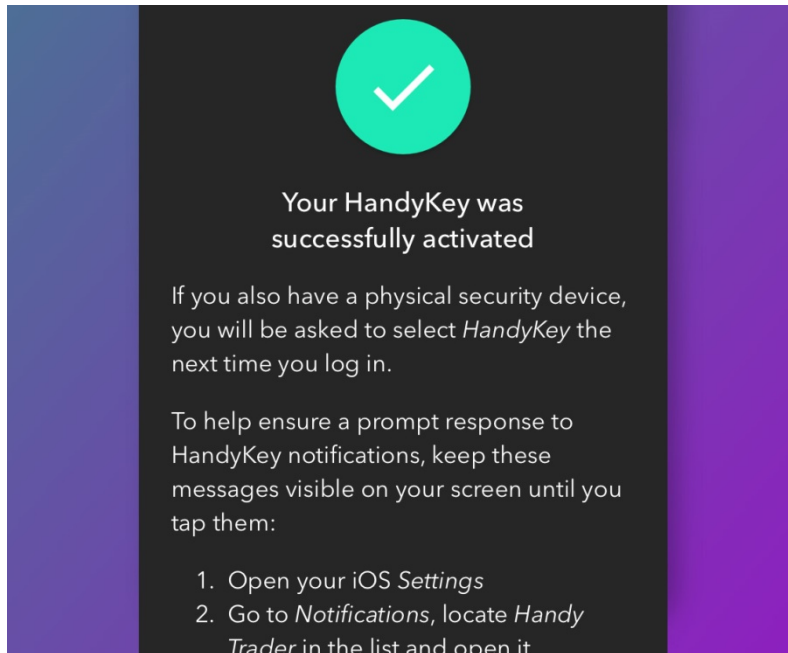 Your HandyKey was
successfully activated
If you also have a physical security device,
you will be asked to select HandyKey the
next time you log in.
To help ensure a prompt response to
HandyKey notifications, keep these
messages visible on your screen until you
tap them:
1. Open your iOS Settings
2. Go to Notifications, locate Handy
Trader in the list and open it